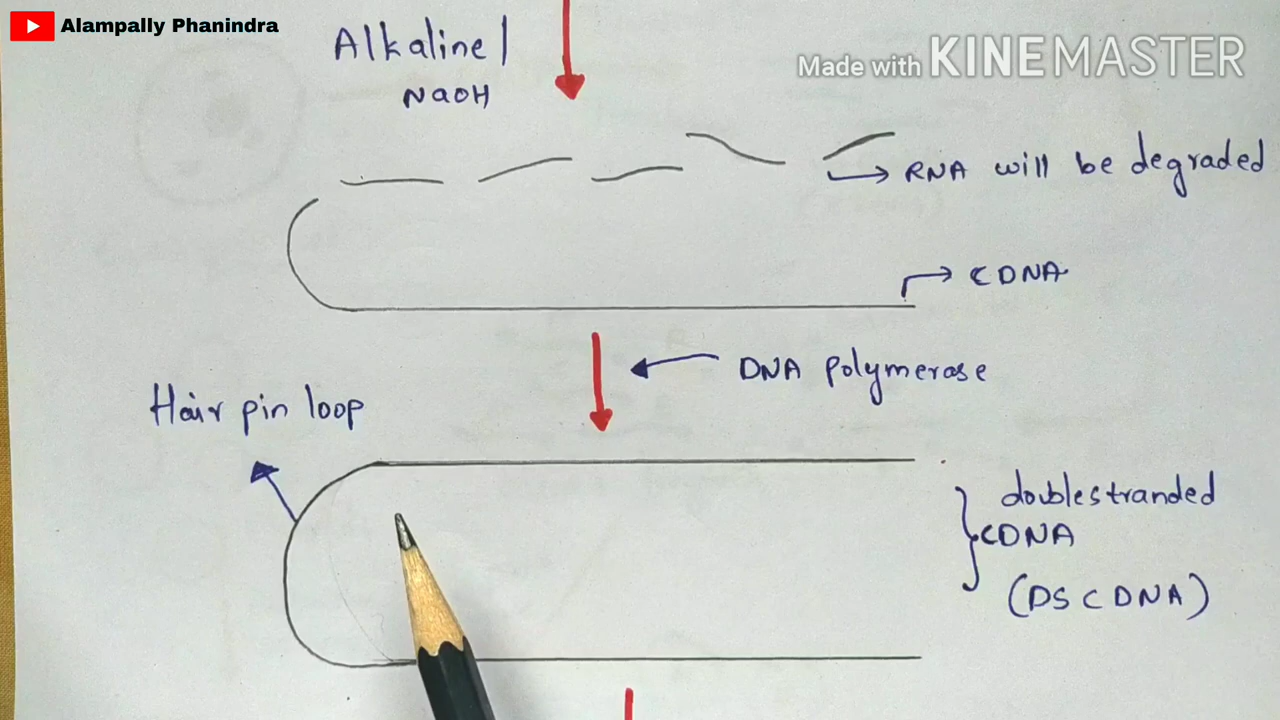 Alampally Phanindra
Made with KINEMASTER
Alkaline/
NaOH
RNA will be degraded
CDNA
DNA polymerase
Hair pin loop
doublestranded
CDNA
(DS CDNA)